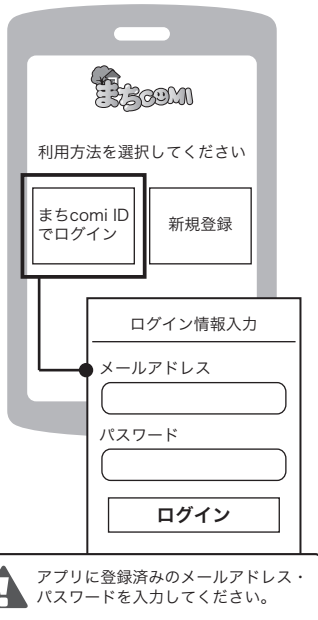 まちcomi
利用方法を選択してください
まちcomi ID
でログイン
新規登録
ログイン情報入力
メールアドレス
パスワード
ログイン
アプリに登録済みのメールアドレス・
パスワードを入力してください。